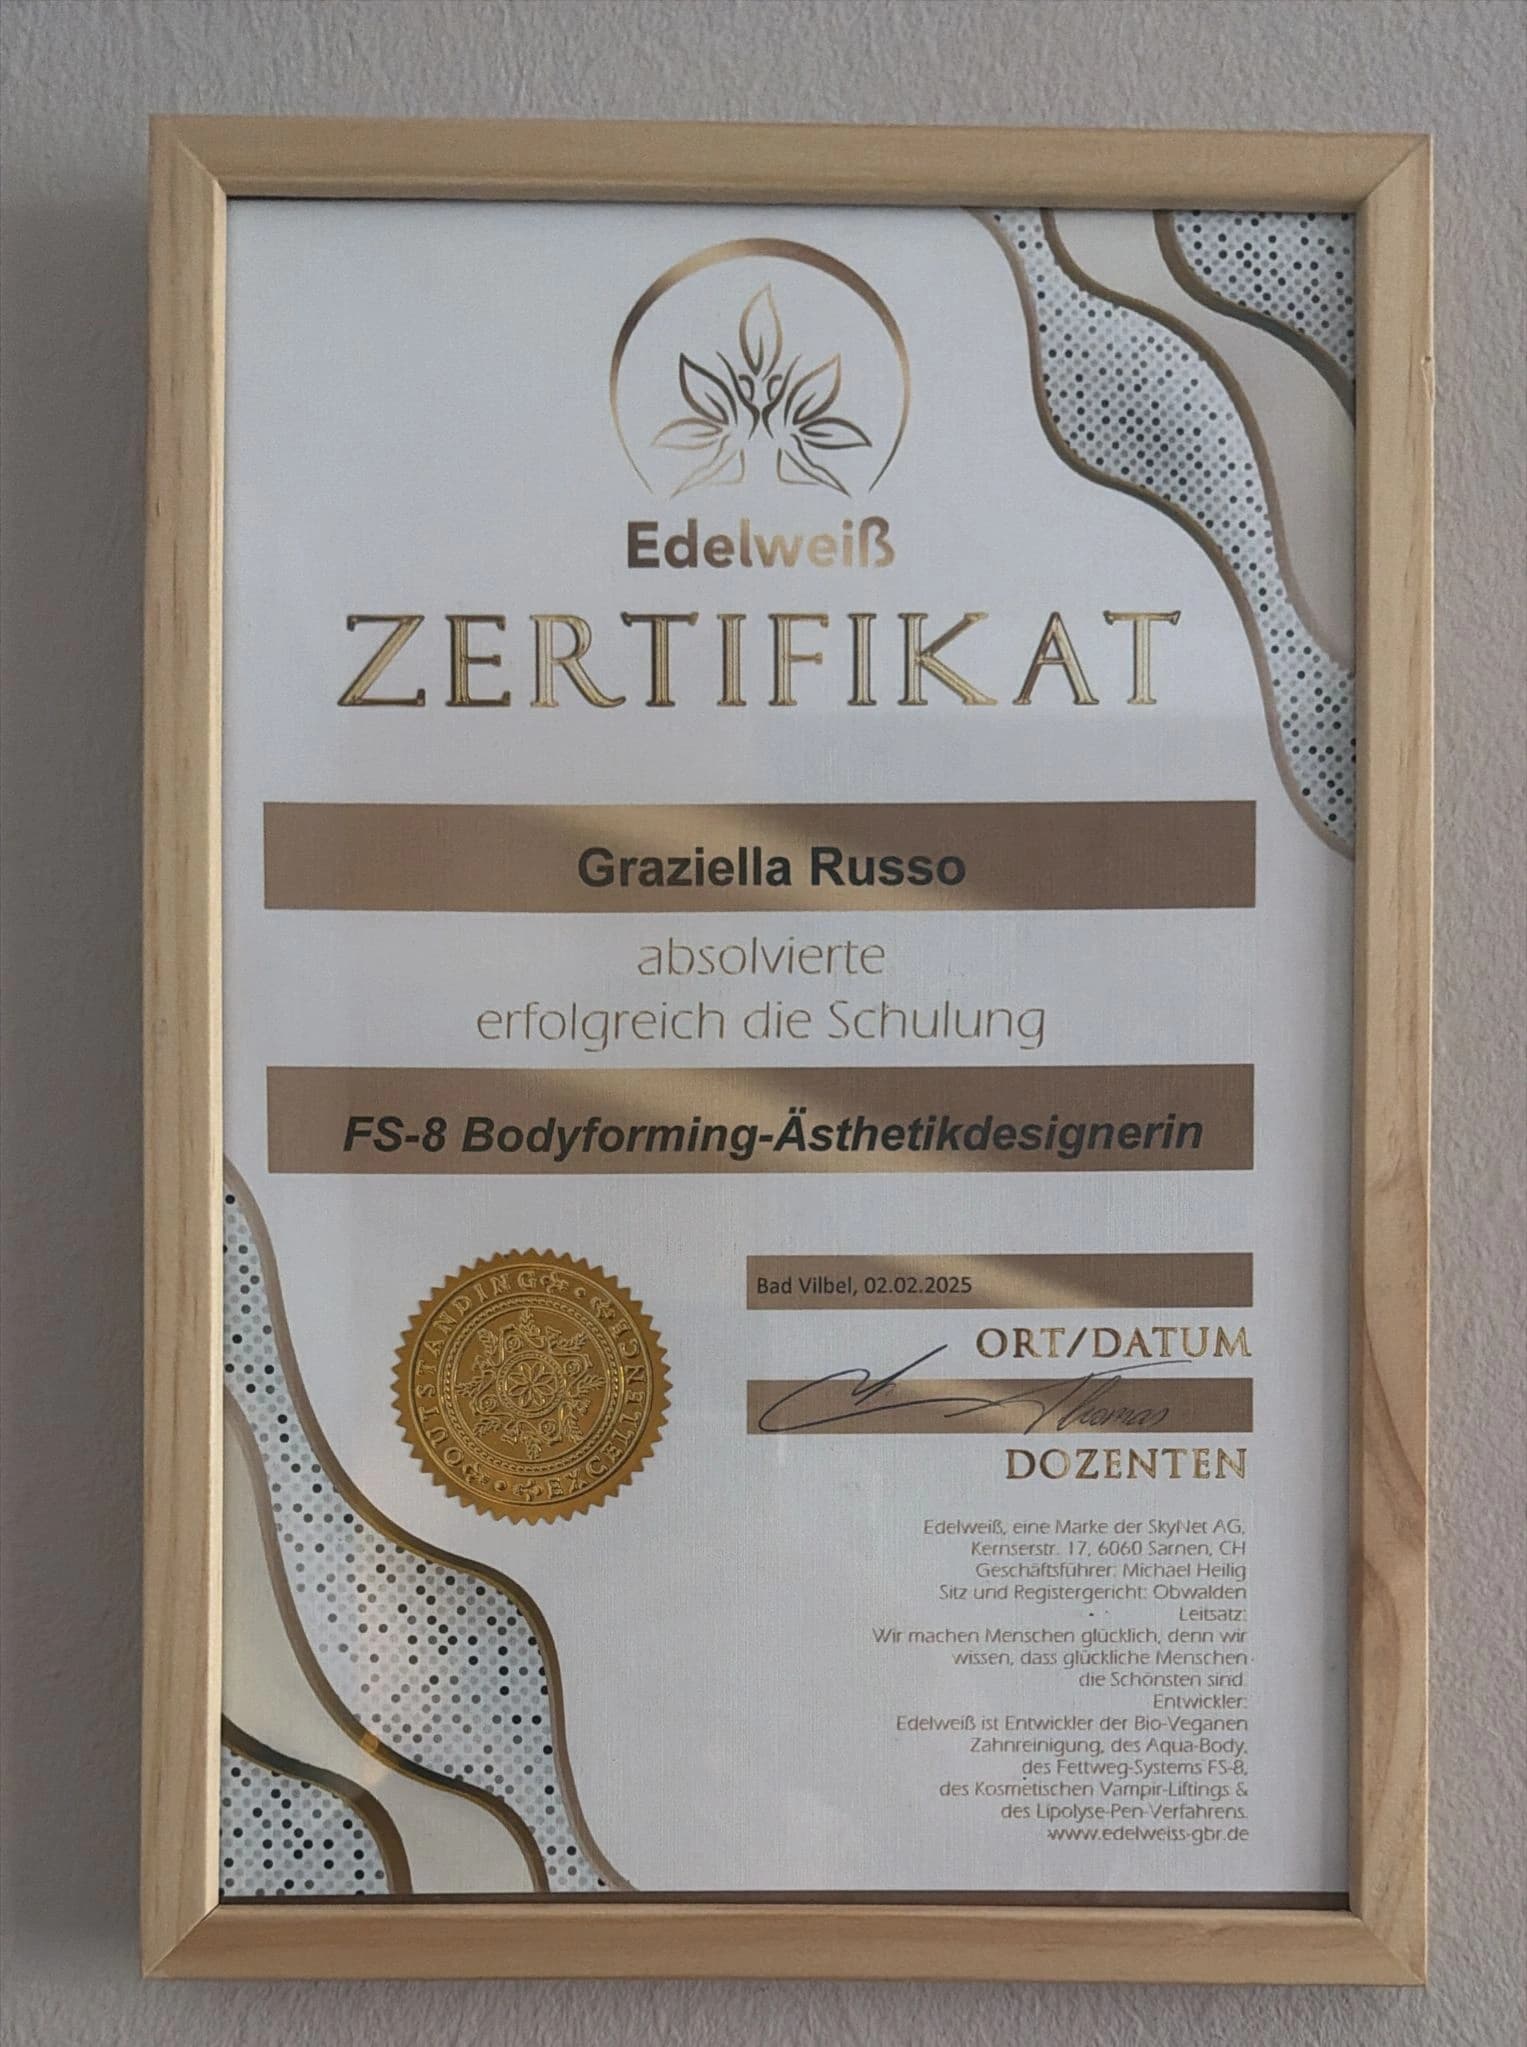 Edelweiß
ZERTIFIKAT
Graziella Russo
absolvierte
erfolgreich die Schulung
FS-8 Bodyforming-Ästhetikdesignerin
OUTSTANDING
EXCELLENCE
Bad Vilbel, 02.02.2025
ORT/DATUM
Thomas
DOZENTEN
Edelweiß, eine Marke der SkyNet AG,
Kernserstr. 17, 6060 Sarnen, CH
Geschäftsführer: Michael Heilig
Sitz und Registergericht: Obwalden
Leitsatz:
Wir machen Menschen glücklich, denn wir
wissen, dass glückliche Menschen
die Schönsten sind.
Entwickler:
Edelweiß ist Entwickler der Bio-Veganen
Zahnreinigung, des Aqua-Body,
des Fettweg-Systems FS-8,
des Kosmetischen Vampir-Liftings &
des Lipolyse-Pen-Verfahrens.
www.edelweiss-gbr.de